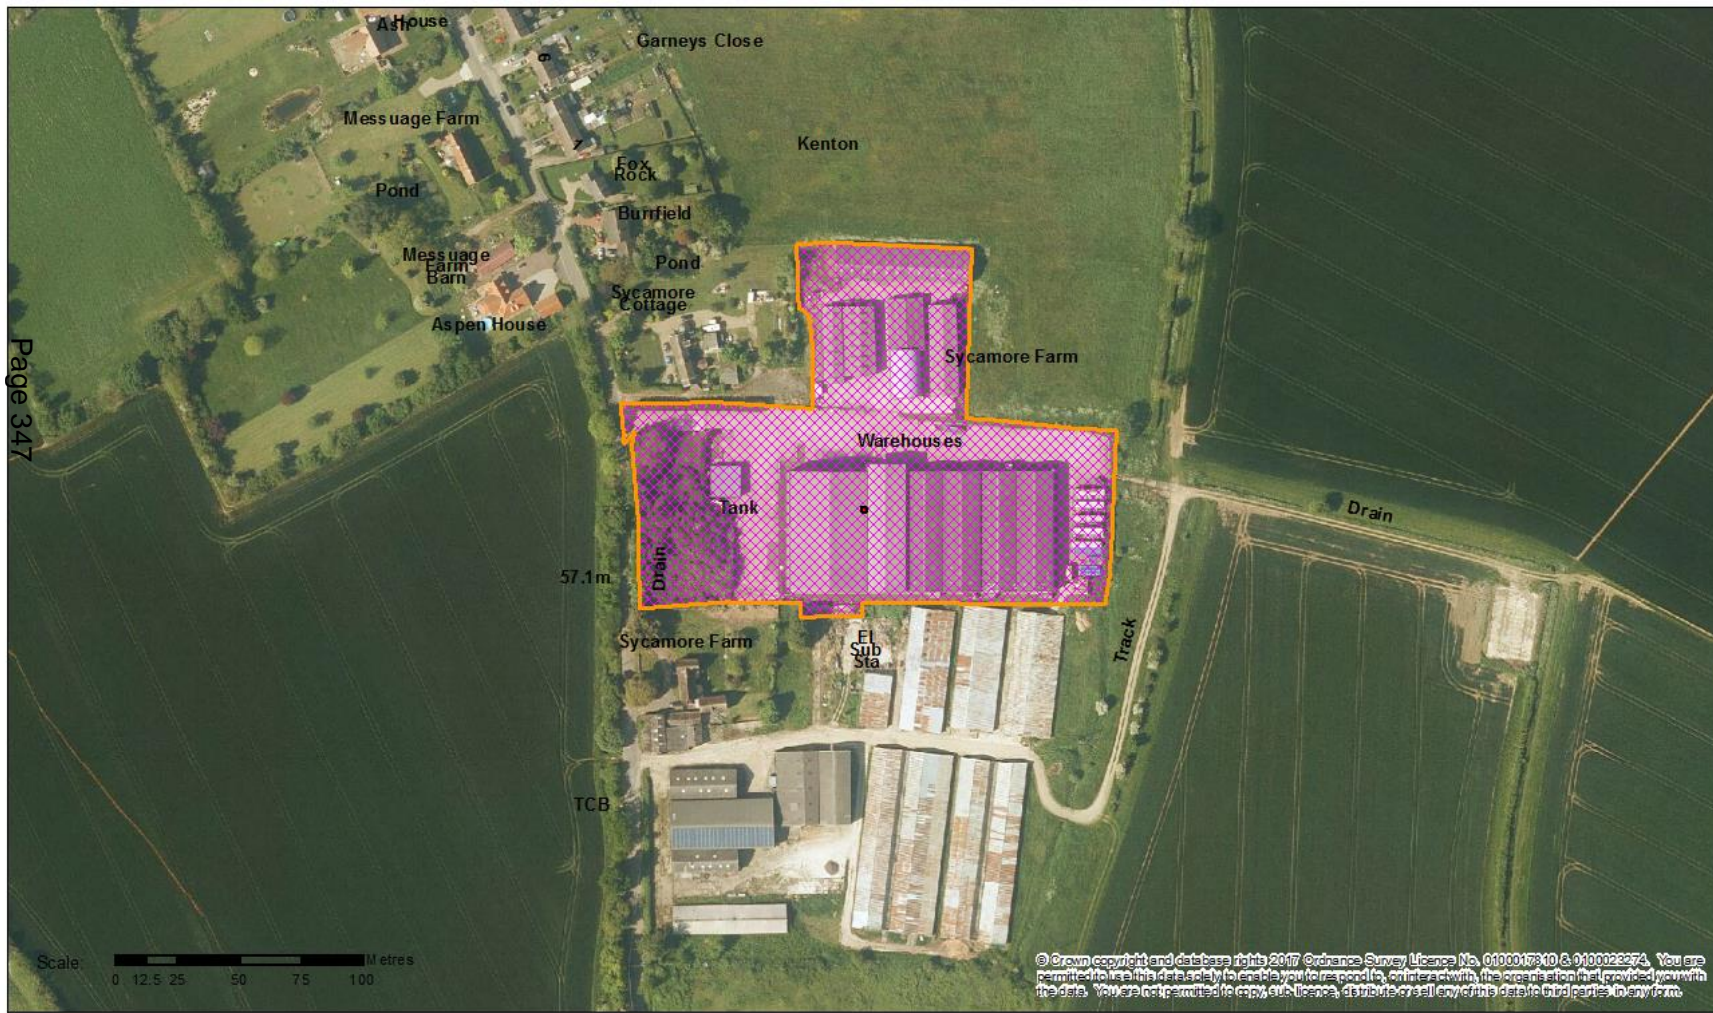 Ash House
Garneys Close
6
Messuage Farm
Kenton
7
Fox
Rock
Pond
Burrfield
Message
Farm
Barn
Pond
Sycamore
Cottage
Aspen House
Sycamore Farm
Page 347
Warehouses
Tank
Drain
Drain
57.1m
Sycamore Farm
El
Sub
Sta
Track
TCB
Scale:
Metres
0 12.5 25 50 75 100
© Crown copyright and database rights 2017 Ordnance Survey Licence No. 0100017810 & 0100023274. You are
permitted to use this data solely to enable you to respond to, or interact with, the organisation that provided you with
the data. You are not permitted to copy, sub-licence, distribute or sell any of this data to third parties in any form.